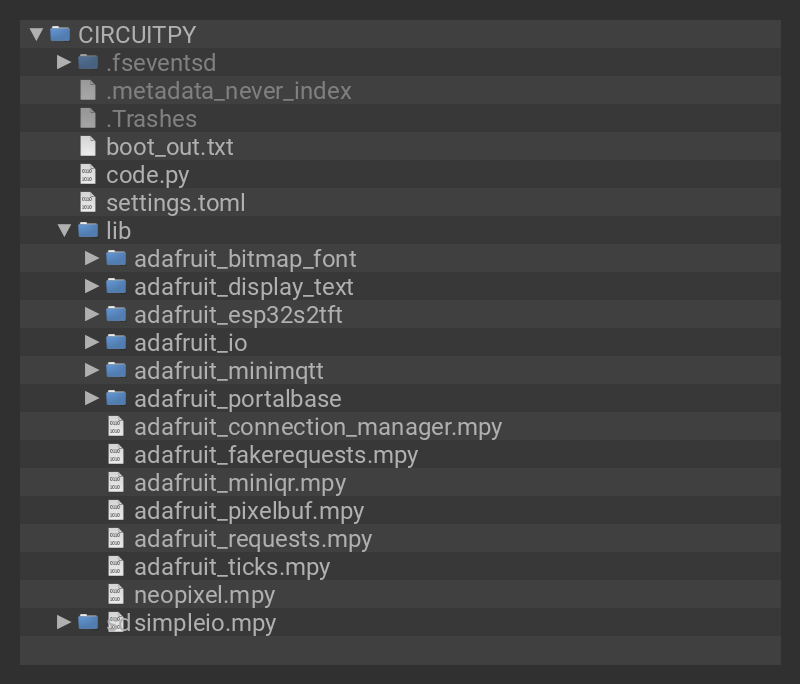 CIRCUITPY
.fseventsd
.metadata_never_index
.Trashes
boot_out.txt
code.py
settings.toml
lib
adafruit_bitmap_font
adafruit_display_text
adafruit_esp32s2tft
adafruit_io
adafruit_minimqtt
adafruit_portalbase
adafruit_connection_manager.mpy
adafruit_fakerequests.mpy
adafruit_miniqr.mpy
adafruit_pixelbuf.mpy
adafruit_requests.mpy
adafruit_ticks.mpy
neopixel.mpy
sd simpleio.mpy